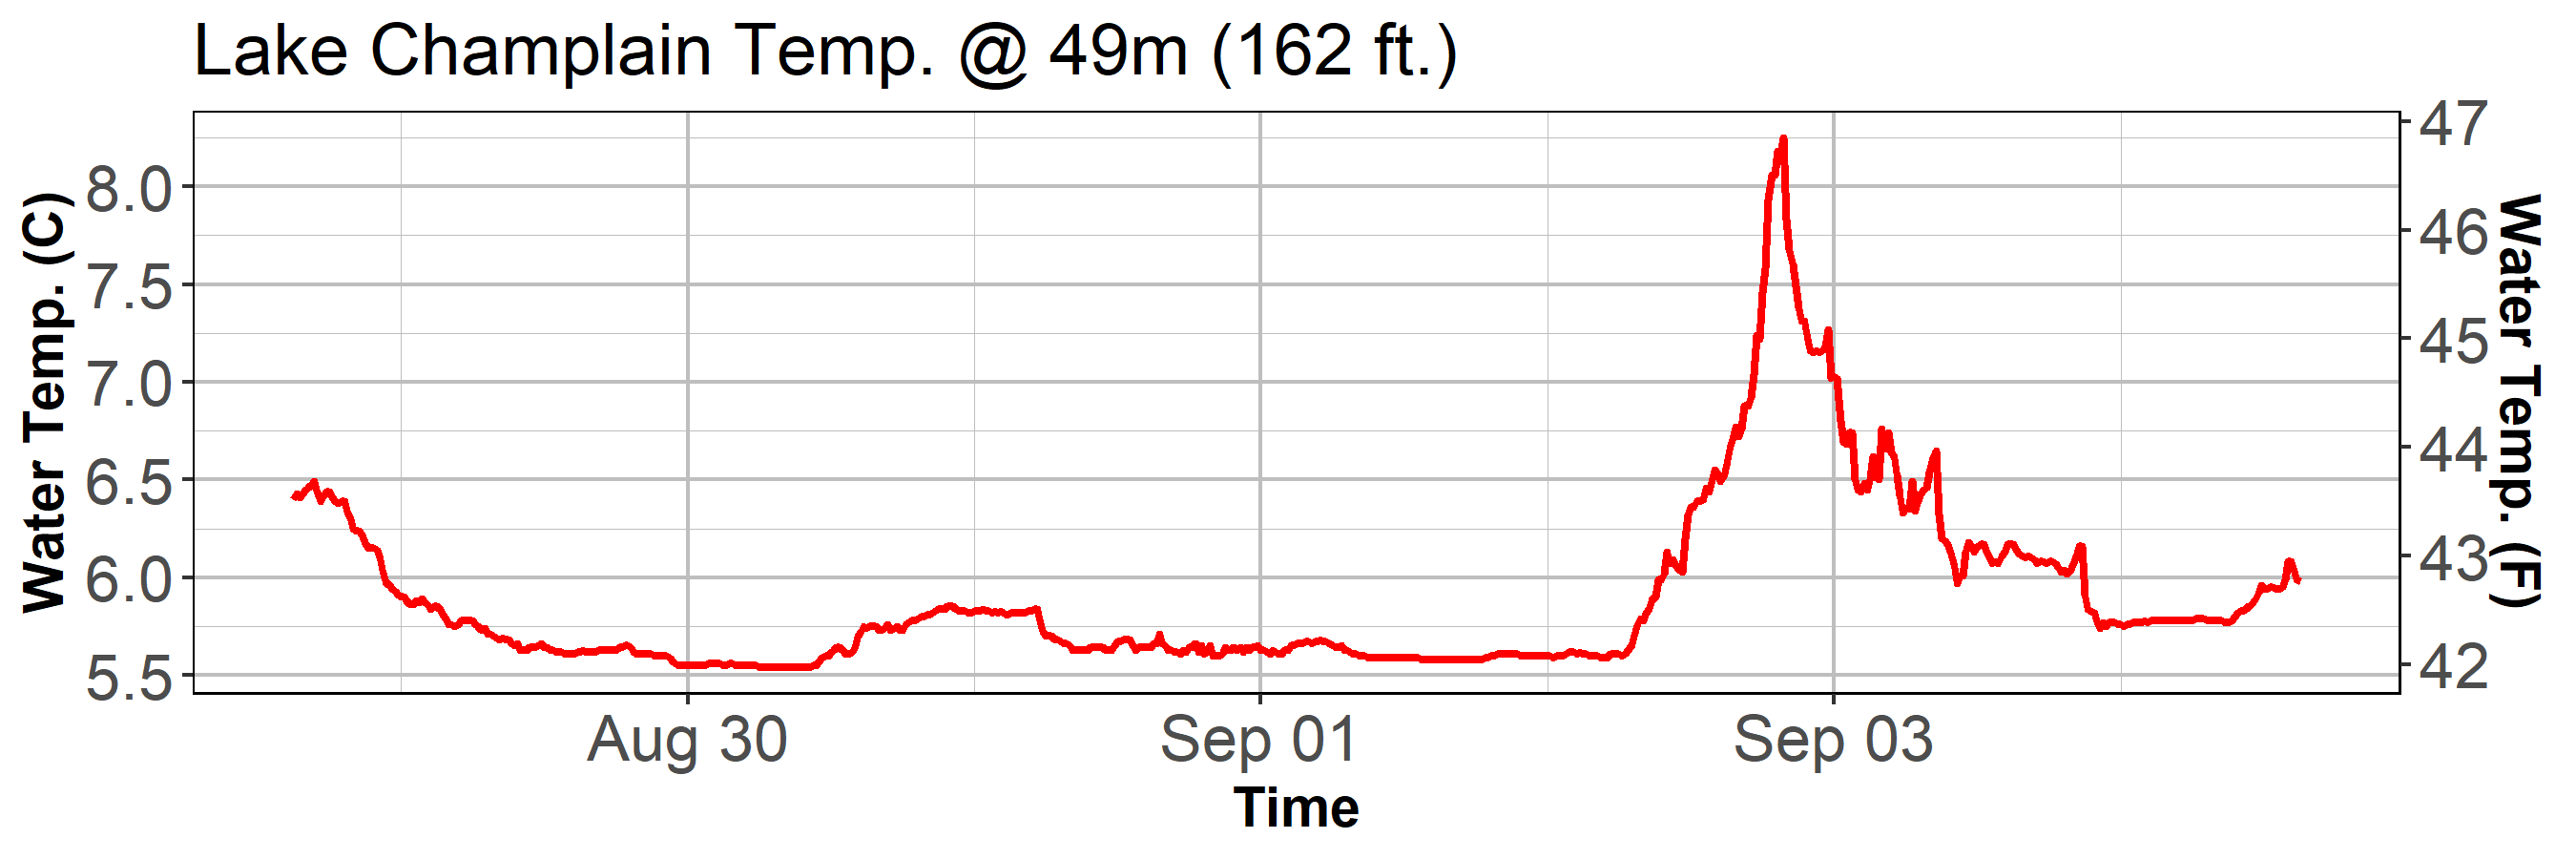 Lake Champlain Temp. @ 49m (162 ft.)
Water Temp. (C)
8.0
7.5
7.0
6.5
6.0
5.5
47
46
45
44
43
42
Water Temp. (F)
Aug 30
Sep 01
Sep 03
Time